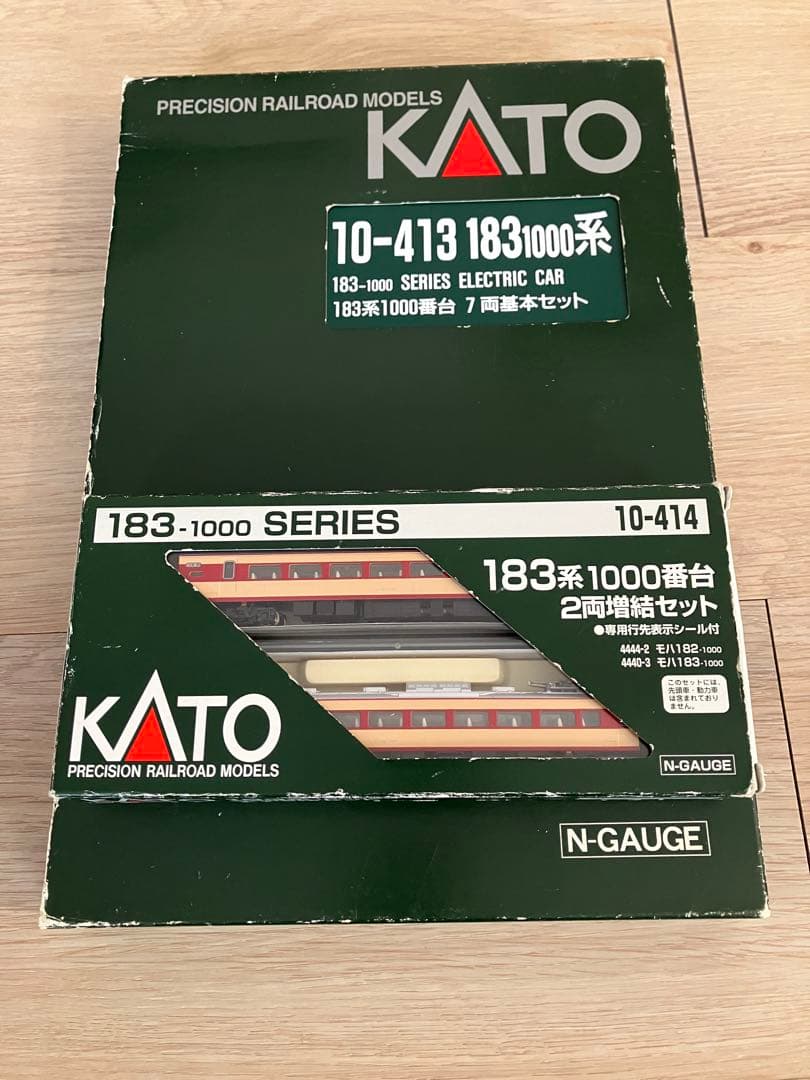 PRECISION RAILROAD MODELS
KATO
10-413 183 1000系
183-1000 SERIES ELECTRIC CAR
183系1000番台 7両基本セット
183-1000 SERIES
10-414
183系1000番台
2両増結セット
●専用行先表示シール付
4444-2 モハ182-1000
4440-3 モハ183-1000
このセットには、
先頭車・動力車
は含まれており
ません。
KATO
PRECISION RAILROAD MODELS
N-GAUGE
N-GAUGE